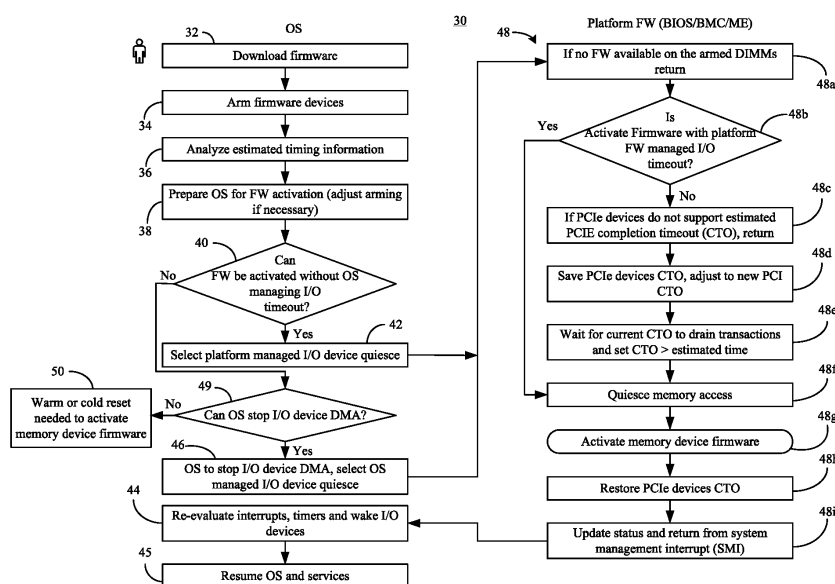 30
OS
32
Download firmware
Arm firmware devices
34
Analyze estimated timing information
36
Prepare OS for FW activation (adjust arming
if necessary)
38
40
Can
FW be activated without OS
managing I/O
timeout?
No
Yes
42
Select platform managed I/O device quiesce
50
Warm or cold reset
needed to activate
memory device firmware
49
No
Can OS stop I/O device DMA?
Yes
46
OS to stop I/O device DMA, select OS
managed I/O device quiesce
44
Re-evaluate interrupts, timers and wake I/O
devices
45
Resume OS and services
Platform FW (BIOS/BMC/ME)
48
If no FW available on the armed DIMMs
return
48a
Is
Activate Firmware with platform
FW managed I/O
timeout?
48b
Yes
No
48c
If PCIe devices do not support estimated
PCIE completion timeout (CTO), return
48d
Save PCIe devices CTO, adjust to new PCI
CTO
48e
Wait for current CTO to drain transactions
and set CTO > estimated time
48f
Quiesce memory access
Activate memory device firmware
48g
Restore PCIe devices CTO
Update status and return from system
management interrupt (SMI)
48i